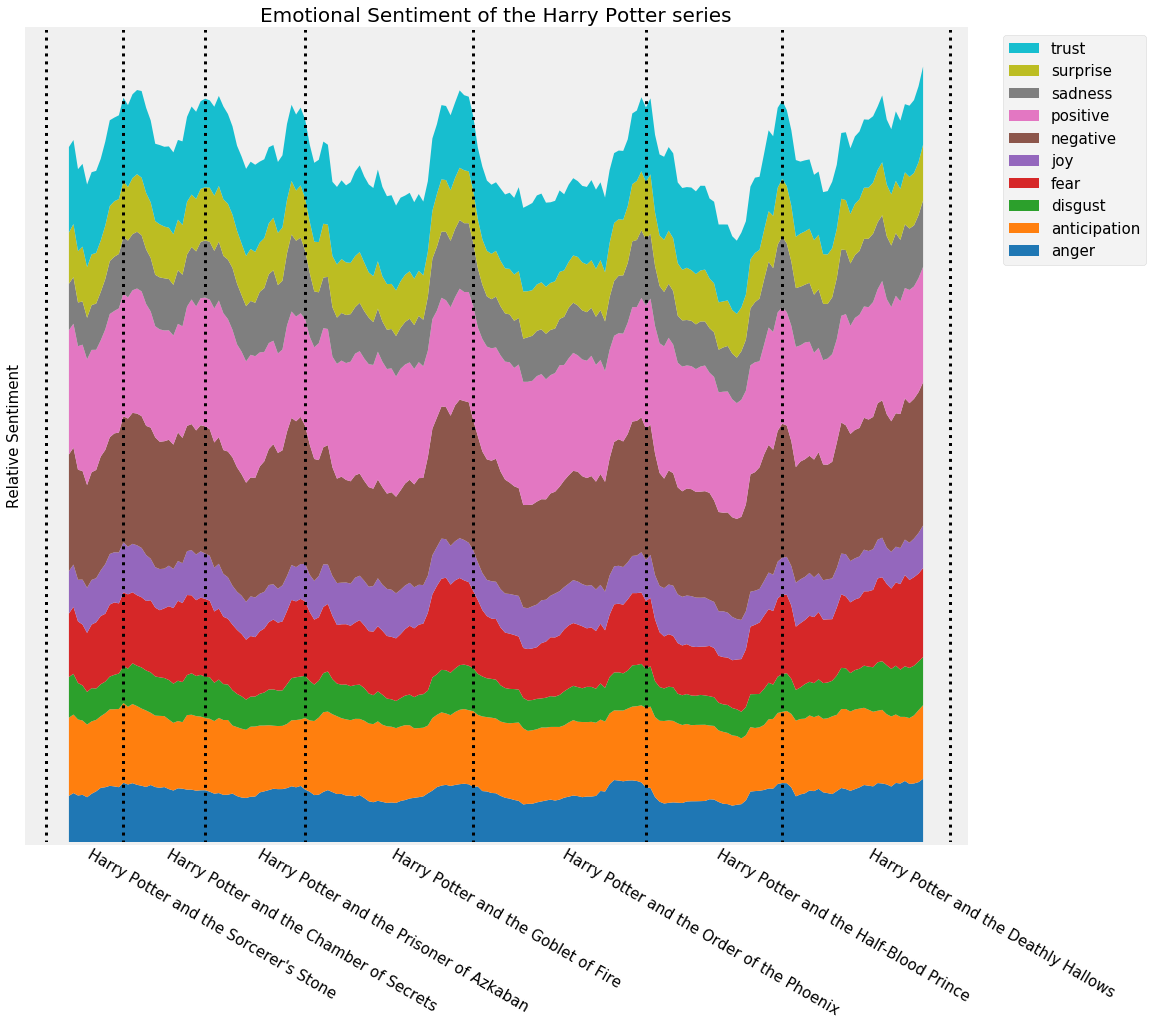 Emotional Sentiment of the Harry Potter series
trust
surprise
sadness
positive
negative
joy
fear
disgust
anticipation
anger
Relative Sentiment
Harry Potter and the Sorcerer's Stone
Harry Potter and the Chamber of Secrets
Harry Potter and the Prisoner of Azkaban
Harry Potter and the Goblet of Fire
Harry Potter and the Order of the Phoenix
Harry Potter and the Half-Blood Prince
Harry Potter and the Deathly Hallows